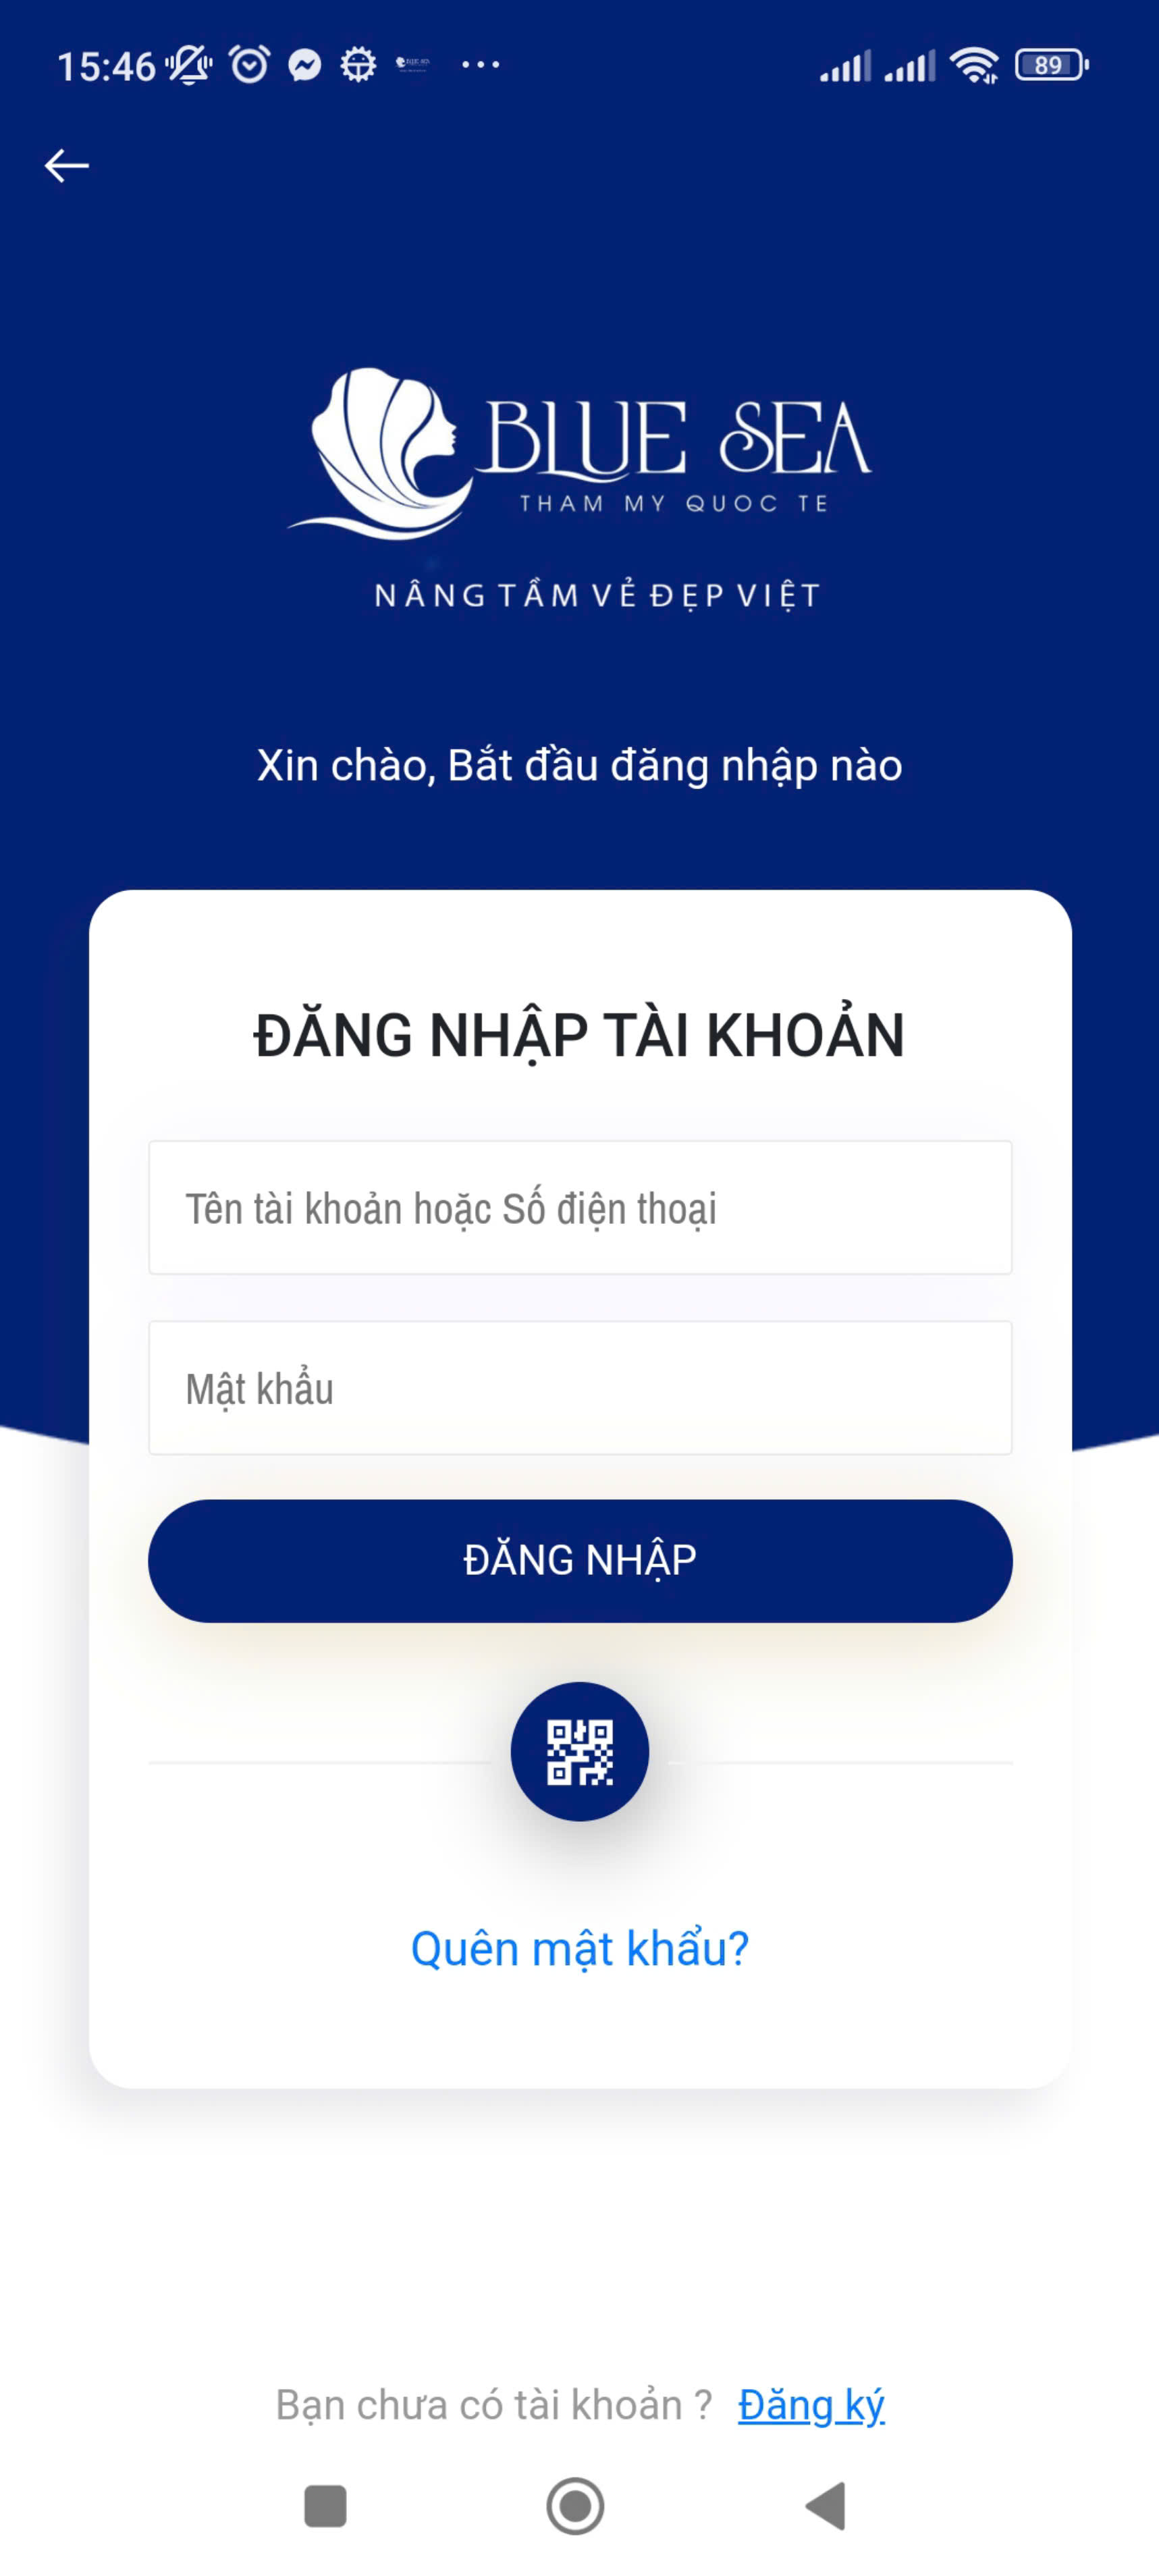 15:46
89
BLUE SEA
THAM MY QUOC TE
NÂNG TẦM VẺ ĐẸP VIỆT
Xin chào, Bắt đầu đăng nhập nào
ĐĂNG NHẬP TÀI KHOẢN
Tên tài khoản hoặc Số điện thoại
Mật khẩu
ĐĂNG NHẬP
Quên mật khẩu?
Bạn chưa có tài khoản ? Đăng ký